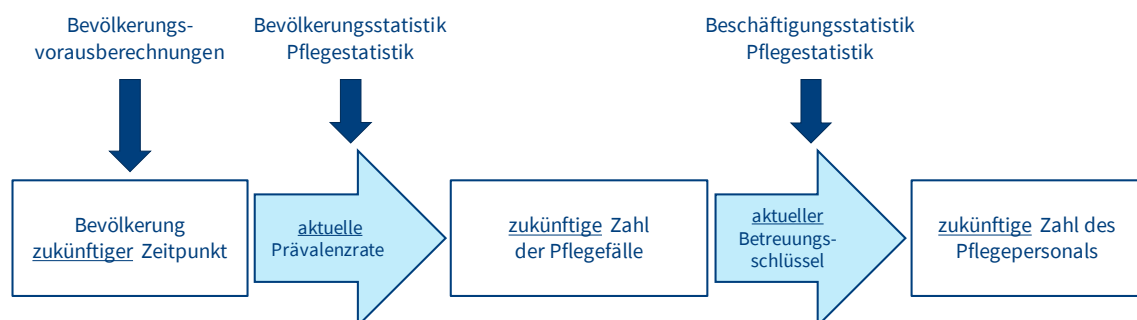 Bevölkerungs-
vorausberechnungen
Bevölkerungsstatistik
Pflegestatistik
Beschäftigungsstatistik
Pflegestatistik
Bevölkerung
zukünftiger Zeitpunkt
aktuelle
Prävalenzrate
zukünftige Zahl
der Pflegefälle
aktueller
Betreuungs-
schlüssel
zukünftige Zahl des
Pflegepersonals